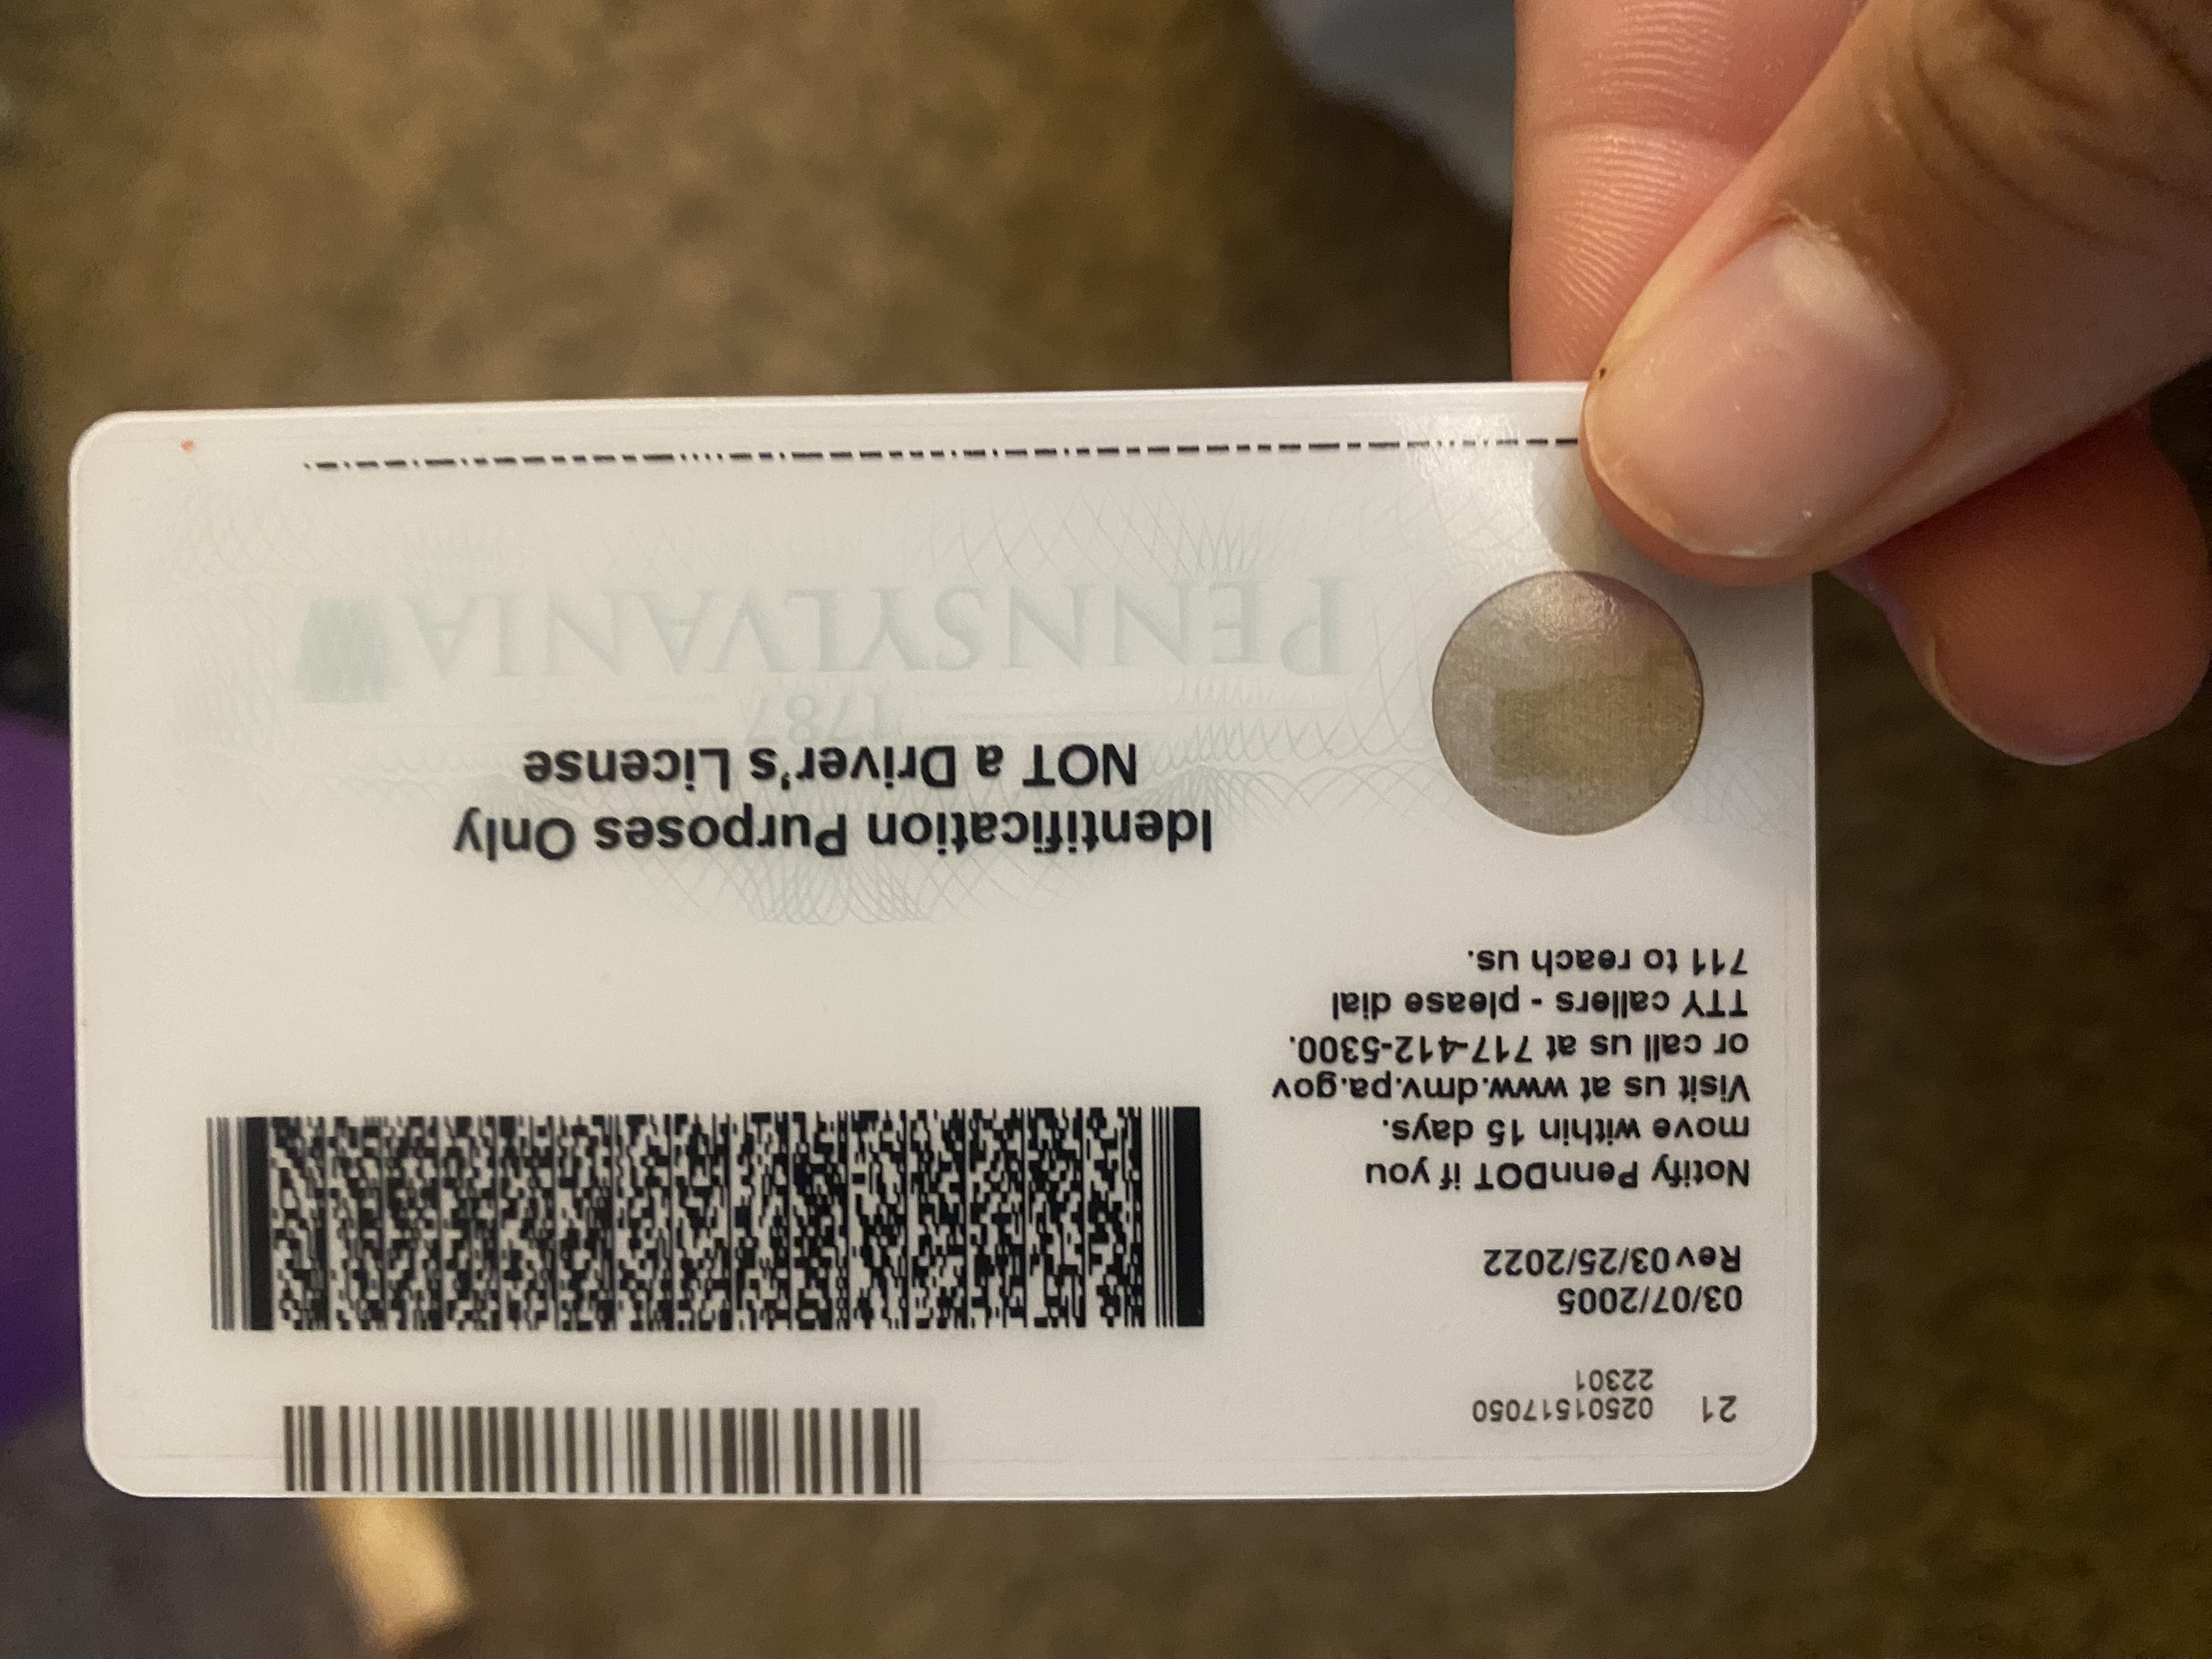 21 02501517050
22301
03/07/2005
Rev03/25/2022
Notify PennDOT if you
move within 15 days.
Visit us at www.dmv.pa.gov
or call us at 717-412-5300.
TTY callers - please dial
711 to reach us.
Identification Purposes Only
NOT a Driver's License
1787
PENNSYLVANIA